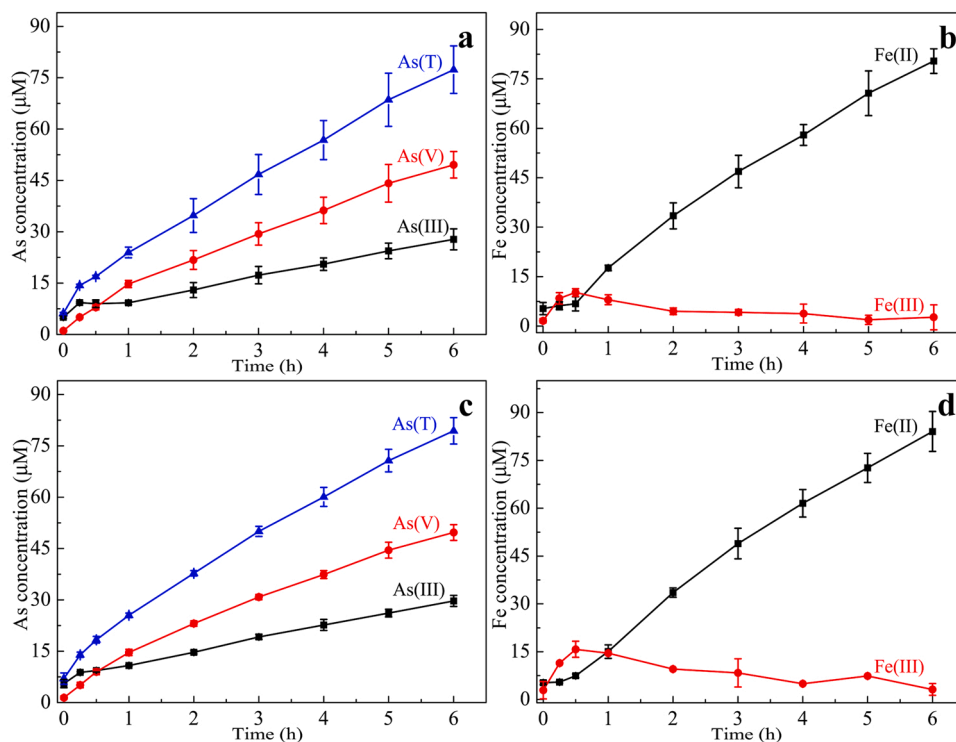 a
As(T)
As(V)
As(III)
As concentration (μM)
0 15 30 45 60 75 90
0 1 2 3 4 5 6
Time (h)
b
Fe(II)
Fe(III)
Fe concentration (μM)
0 15 30 45 60 75 90
0 1 2 3 4 5 6
Time (h)
c
As(T)
As(V)
As(III)
As concentration (μM)
0 15 30 45 60 75 90
0 1 2 3 4 5 6
Time (h)
d
Fe(II)
Fe(III)
Fe concentration (μM)
0 15 30 45 60 75 90
0 1 2 3 4 5 6
Time (h)